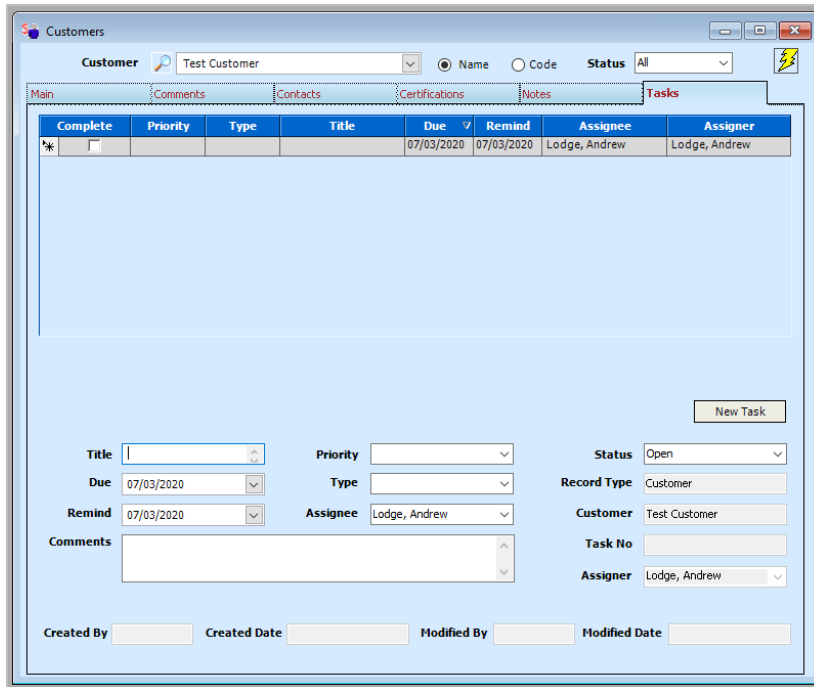 Customers
Customer Test Customer Name Code Status All
Main Comments Contacts Certifications Notes Tasks
Complete Priority Type Title Due Remind Assignee Assigner
07/03/2020 07/03/2020 Lodge, Andrew Lodge, Andrew
New Task
Title Priority Status Open
Due 07/03/2020 Type Record Type Customer
Remind 07/03/2020 Assignee Lodge, Andrew Customer Test Customer
Comments Task No
Assigner Lodge, Andrew
Created By Created Date Modified By Modified Date